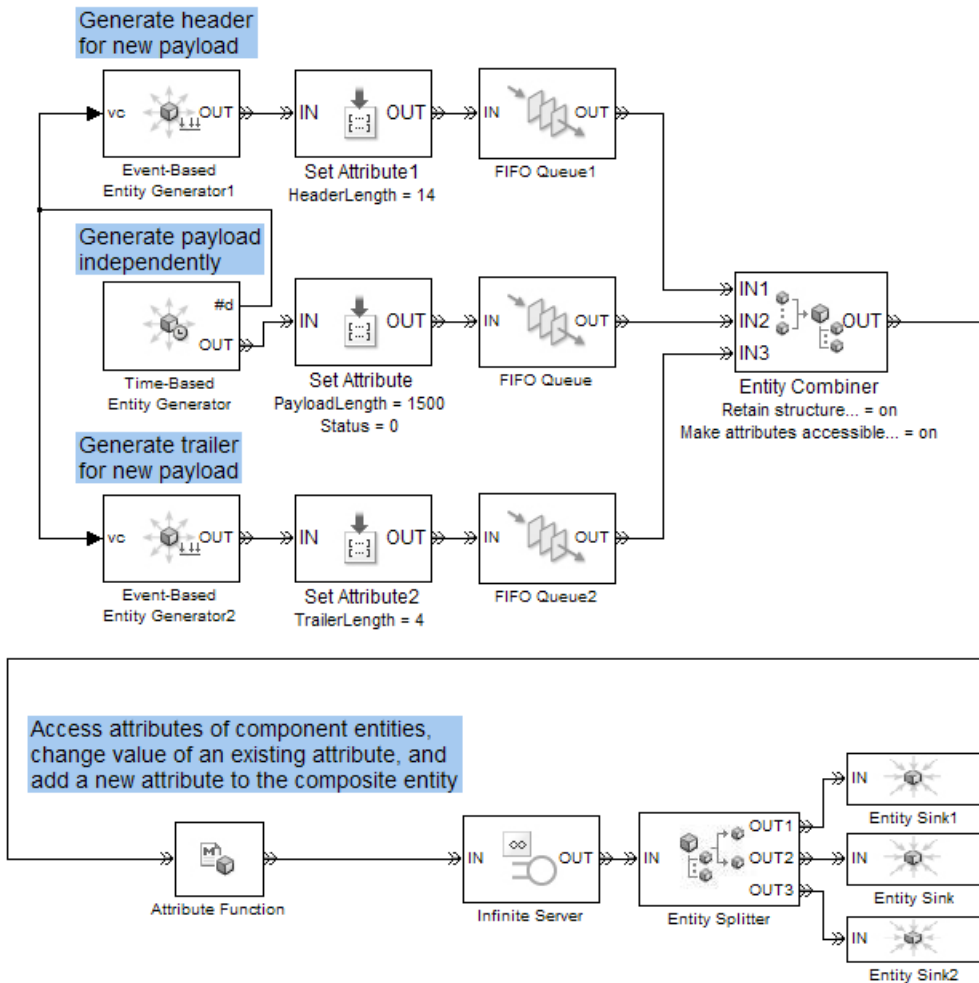 Generate header
for new payload
vc
OUT
Event-Based
Entity Generator1
IN
OUT
[...]
Set Attribute1
HeaderLength = 14
IN
OUT
FIFO Queue1
Generate payload
independently
#d
OUT
Time-Based
Entity Generator
IN
OUT
[...]
Set Attribute
PayloadLength = 1500
Status = 0
IN
OUT
FIFO Queue
IN1
IN2
IN3
OUT
Entity Combiner
Retain structure... = on
Make attributes accessible... = on
Generate trailer
for new payload
vc
OUT
Event-Based
Entity Generator2
IN
OUT
[...]
Set Attribute2
TrailerLength = 4
IN
OUT
FIFO Queue2
Access attributes of component entities,
change value of an existing attribute, and
add a new attribute to the composite entity
M
Attribute Function
IN
∞
OUT
Infinite Server
IN
OUT1
OUT2
OUT3
Entity Splitter
IN
Entity Sink1
IN
Entity Sink
IN
Entity Sink2